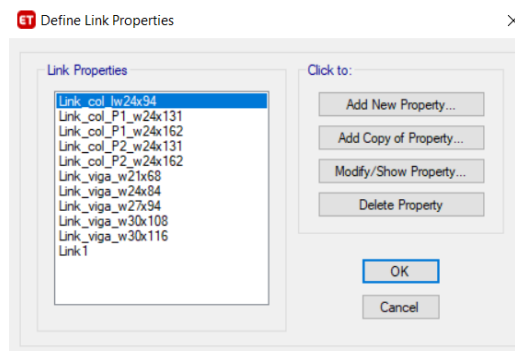 ET Define Link Properties
Link Properties
Link_col_lw24x94
Link_col_P1_w24x131
Link_col_P1_w24x162
Link_col_P2_w24x131
Link_col_P2_w24x162
Link_viga_w21x68
Link_viga_w24x84
Link_viga_w27x94
Link_viga_w30x108
Link_viga_w30x116
Link1
Click to:
Add New Property...
Add Copy of Property...
Modify/Show Property...
Delete Property
OK
Cancel